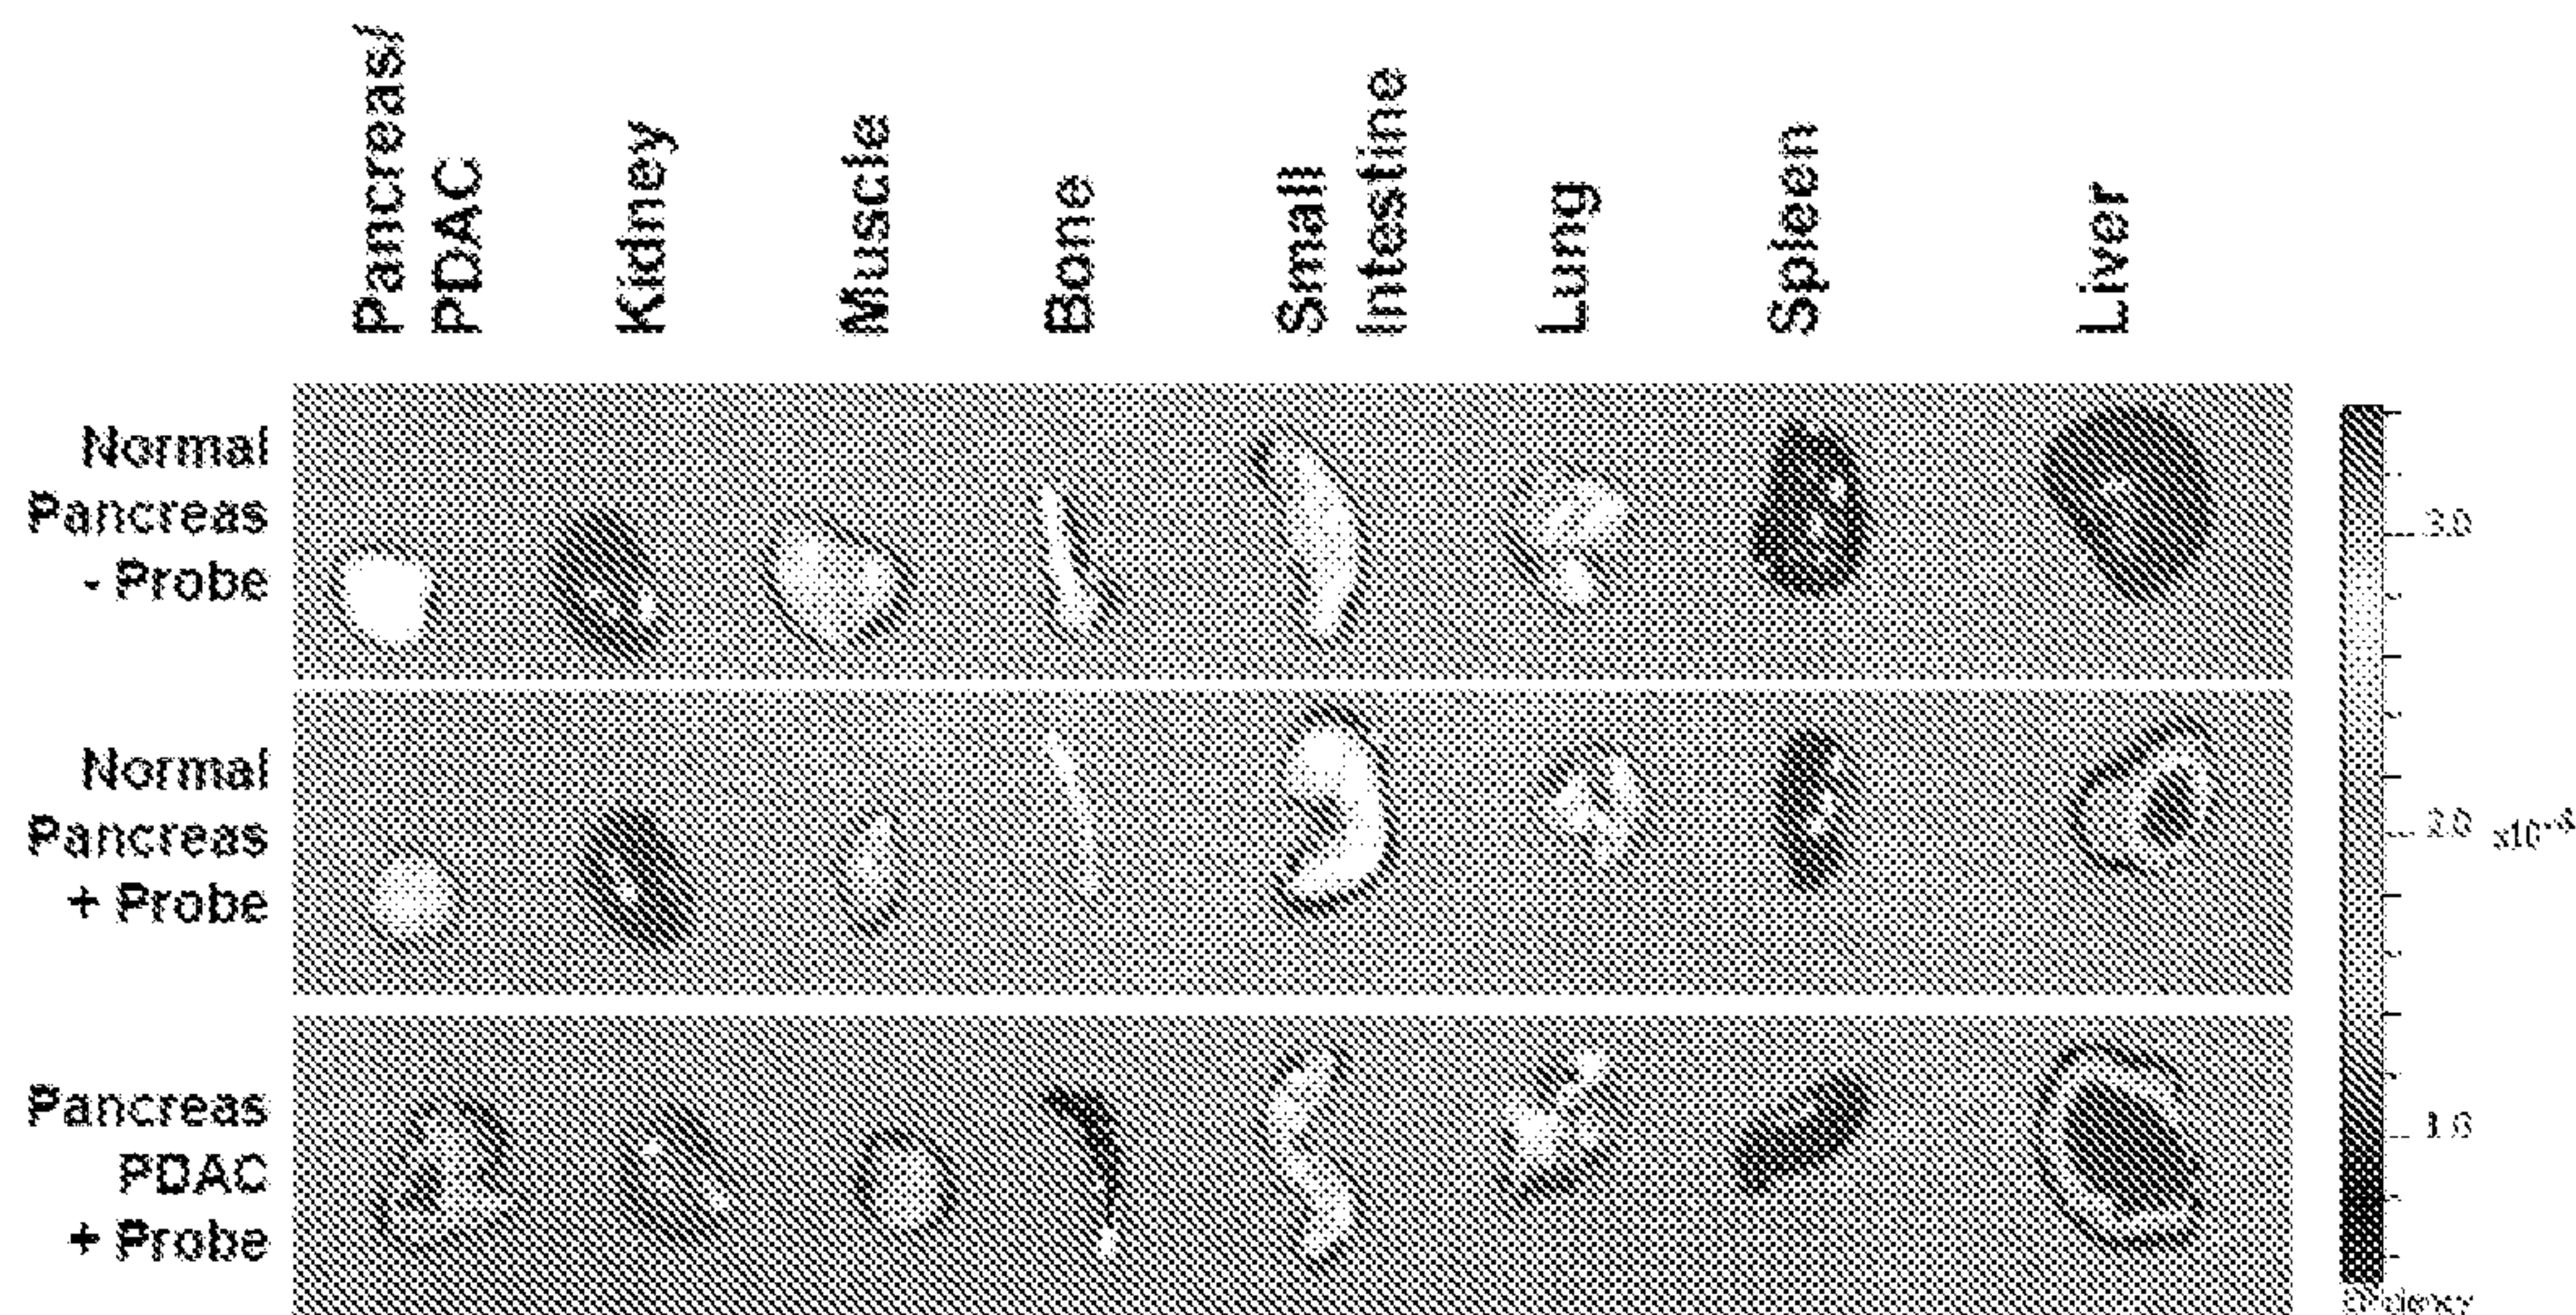 Pancreas/
PDAC
Kidney
Muscle
Bone
Small
Intestine
Lung
Spleen
Liver
Normal
Pancreas
- Probe
Normal
Pancreas
+ Probe
Pancreas
PDAC
+ Probe
3.0
2.0
1.0